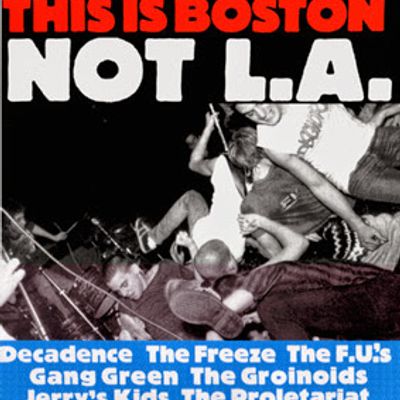 THIS IS BOSTON
NOT L.A.
Decadence The Freeze The F.U.'s
Gang Green The Groinoids
Jerry's Kids The Proletariat